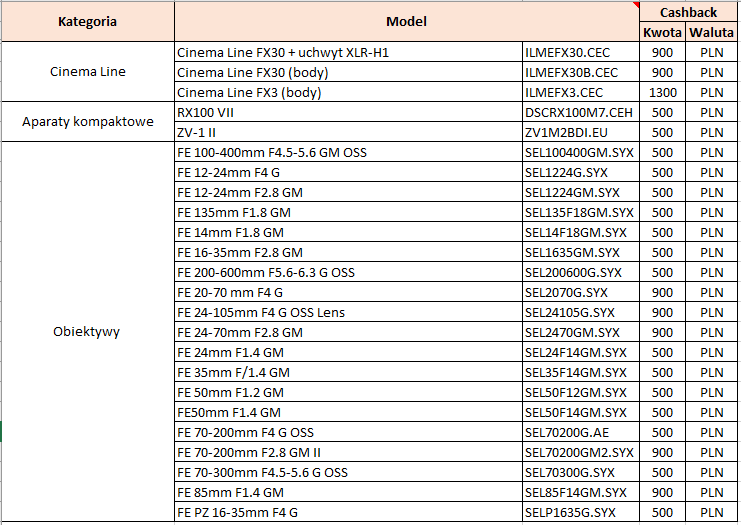 Kategoria Model Cashback
Kwota Waluta
Cinema Line
Cinema Line FX30 + uchwyt XLR-H1 ILMEFX30.CEC 900 PLN
Cinema Line FX30 (body) ILMEFX30B.CEC 900 PLN
Cinema Line FX3 (body) ILMEFX3.CEC 1300 PLN
Aparaty kompaktowe
RX100 VII DSCRX100M7.CEH 500 PLN
ZV-1 II ZV1M2BDI.EU 500 PLN
Obiektywy
FE 100-400mm F4.5-5.6 GM OSS SEL100400GM.SYX 500 PLN
FE 12-24mm F4 G SEL1224G.SYX 500 PLN
FE 12-24mm F2.8 GM SEL1224GM.SYX 500 PLN
FE 135mm F1.8 GM SEL135F18GM.SYX 500 PLN
FE 14mm F1.8 GM SEL14F18GM.SYX 500 PLN
FE 16-35mm F2.8 GM SEL1635GM.SYX 500 PLN
FE 200-600mm F5.6-6.3 G OSS SEL200600G.SYX 500 PLN
FE 20-70 mm F4 G SEL2070G.SYX 900 PLN
FE 24-105mm F4 G OSS Lens SEL24105G.SYX 900 PLN
FE 24-70mm F2.8 GM SEL2470GM.SYX 900 PLN
FE 24mm F1.4 GM SEL24F14GM.SYX 500 PLN
FE 35mm F/1.4 GM SEL35F14GM.SYX 500 PLN
FE 50mm F1.2 GM SEL50F12GM.SYX 500 PLN
FE50mm F1.4 GM SEL50F14GM.SYX 500 PLN
FE 70-200mm F4 G OSS SEL70200G.AE 500 PLN
FE 70-200mm F2.8 GM II SEL70200GM2.SYX 900 PLN
FE 70-300mm F4.5-5.6 G OSS SEL70300G.SYX 500 PLN
FE 85mm F1.4 GM SEL85F14GM.SYX 900 PLN
FE PZ 16-35mm F4 G SELP1635G.SYX 500 PLN